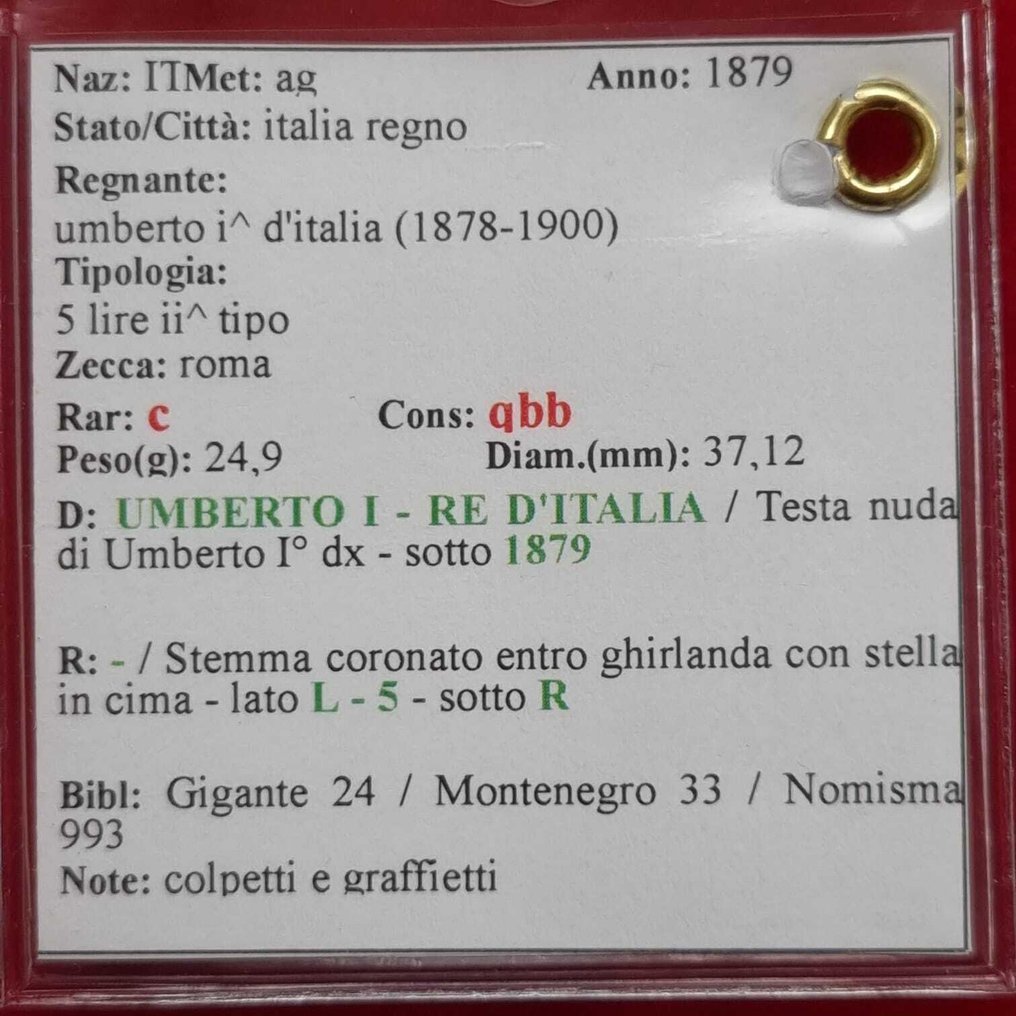 Naz: ITMet: ag Anno: 1879
Stato/Città: italia regno
Regnante:
umberto i^ d'italia (1878-1900)
Tipologia:
5 lire ii^ tipo
Zecca: roma
Rar: c Cons: qbb
Peso(g): 24,9 Diam.(mm): 37,12
D: UMBERTO I - RE D'ITALIA / Testa nuda
di Umberto I° dx - sotto 1879
R: - / Stemma coronato entro ghirlanda con stella
in cima - lato L - 5 - sotto R
Bibl: Gigante 24 / Montenegro 33 / Nomisma
993
Note: colpetti e graffietti